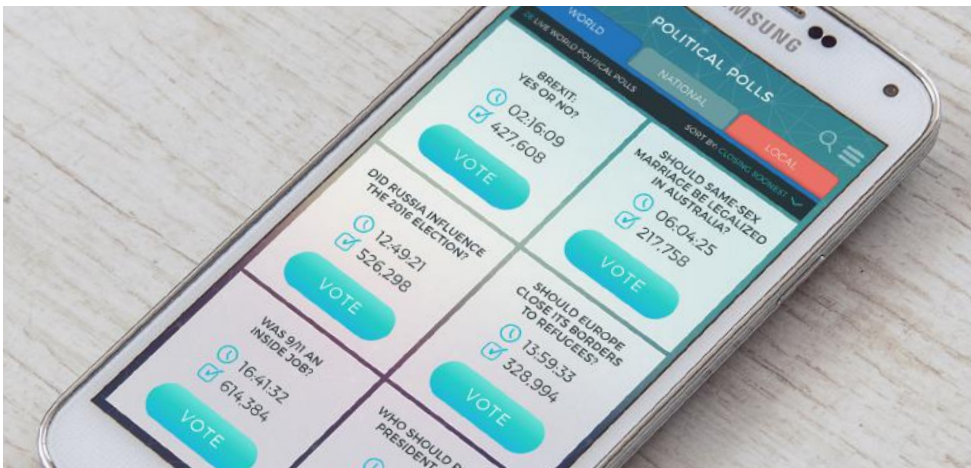 SAMSUNG
POLITICAL POLLS
WORLD
NATIONAL
LOCAL
28 LIVE WORLD POLITICAL POLLS
SORT BY: CLOSING SOONEST
BREXIT:
YES OR NO?
02:16:09
427,608
VOTE
SHOULD SAME-SEX
MARRIAGE BE LEGALIZED
IN AUSTRALIA?
06:04:25
217,758
VOTE
DID RUSSIA INFLUENCE
THE 2016 ELECTION?
12:49:21
526,298
VOTE
SHOULD EUROPE
CLOSE ITS BORDERS
TO REFUGEES?
13:59:33
328,994
VOTE
WAS 9/11 AN
INSIDE JOB?
16:41:32
614,384
VOTE
WHO SHOULD
PRESIDENT